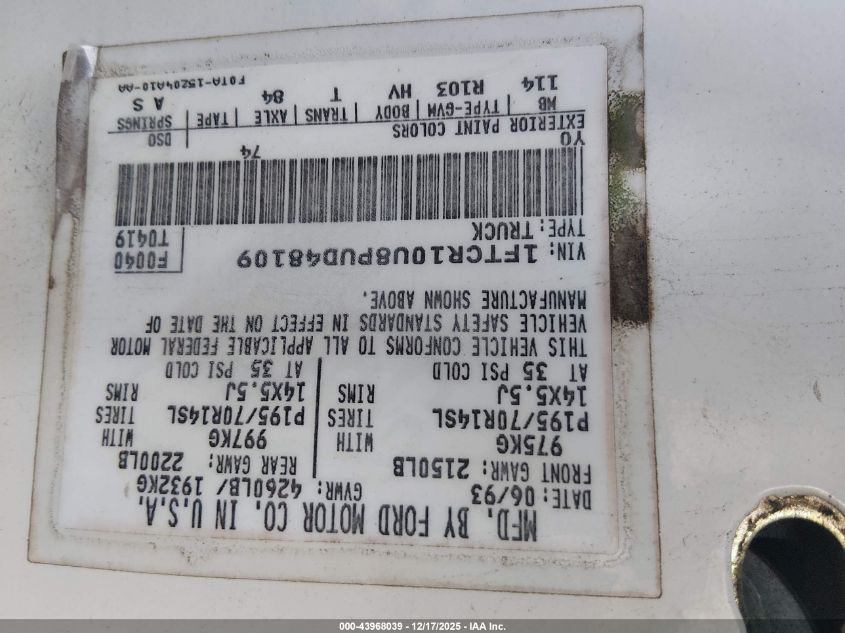 MFD. BY FORD MOTOR CO. IN U.S.A.
DATE: 06/93 GVWR: 4260LB/ 1932KG
FRONT GAWR: 2150LB REAR GAWR: 2200LB
975KG WITH 997KG WITH
P195/70R14SL TIRES P195/70R14SL TIRES
14X5.5J RIMS 14X5.5J RIMS
AT 35 PSI COLD AT 35 PSI COLD
THIS VEHICLE CONFORMS TO ALL APPLICABLE FEDERAL MOTOR
VEHICLE SAFETY STANDARDS IN EFFECT ON THE DATE OF
MANUFACTURE SHOWN ABOVE.
VIN: 1FTCR10U8PUD48109 F0040
TYPE: TRUCK T0419
YO 74
EXTERIOR PAINT COLORS DSO
WB TYPE-GVW BODY TRANS AXLE TAPE SPRINGS
114 R103 HV T 84 A S
F0TA-15Z04A10-AA
000-43968039 | 12/17/2025 - IAA Inc.